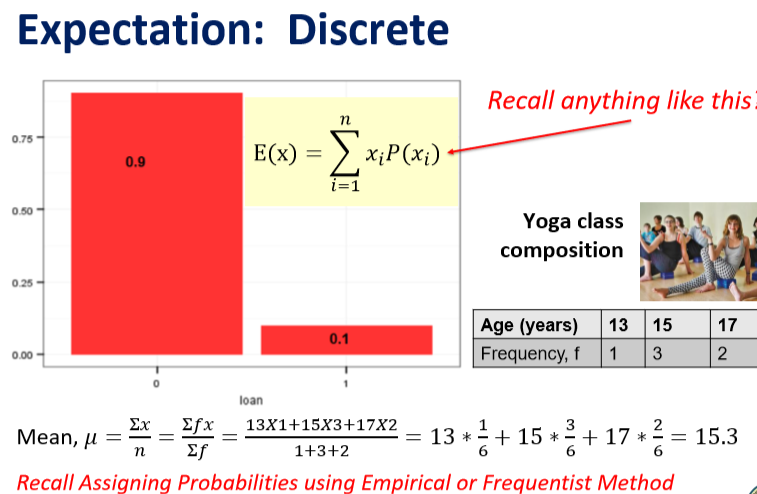 Expectation: Discrete
Recall anything like this?
0.75
0.50
0.25
0.00
0.9
0.1
0
1
loan
E(x) = ∑_{i=1}^{n} x_i P(x_i)
Yoga class
composition
Age (years) 13 15 17
Frequency, f 1 3 2
Mean, μ = Σx/n = Σfx/Σf = (13X1+15X3+17X2)/(1+3+2) = 13 * 1/6 + 15 * 3/6 + 17 * 2/6 = 15.3
Recall Assigning Probabilities using Empirical or Frequentist Method